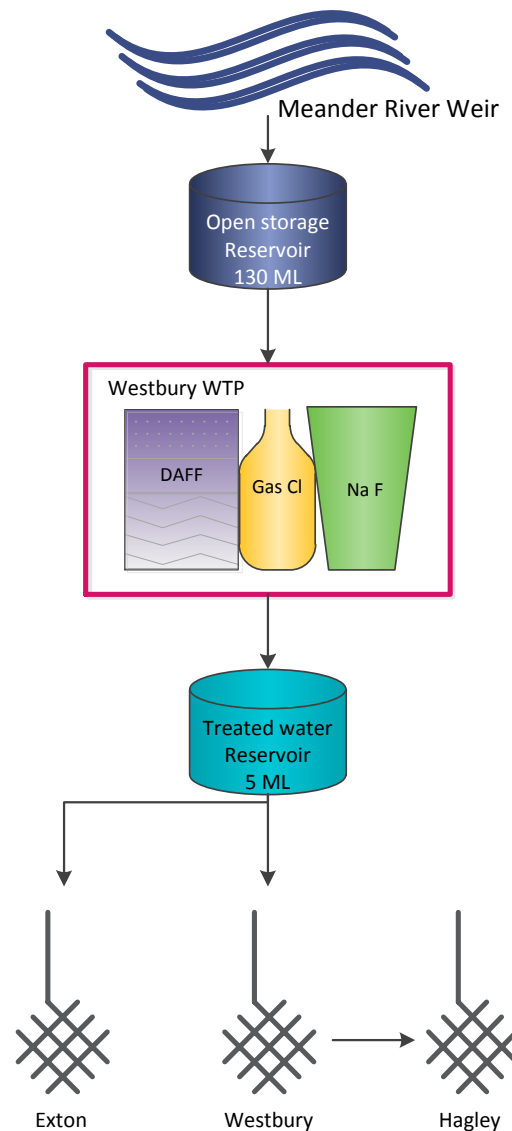 Meander River Weir
Open storage
Reservoir
130 ML
Westbury WTP
DAFF
Gas Cl
Na F
Treated water
Reservoir
5 ML
Exton
Westbury
Hagley